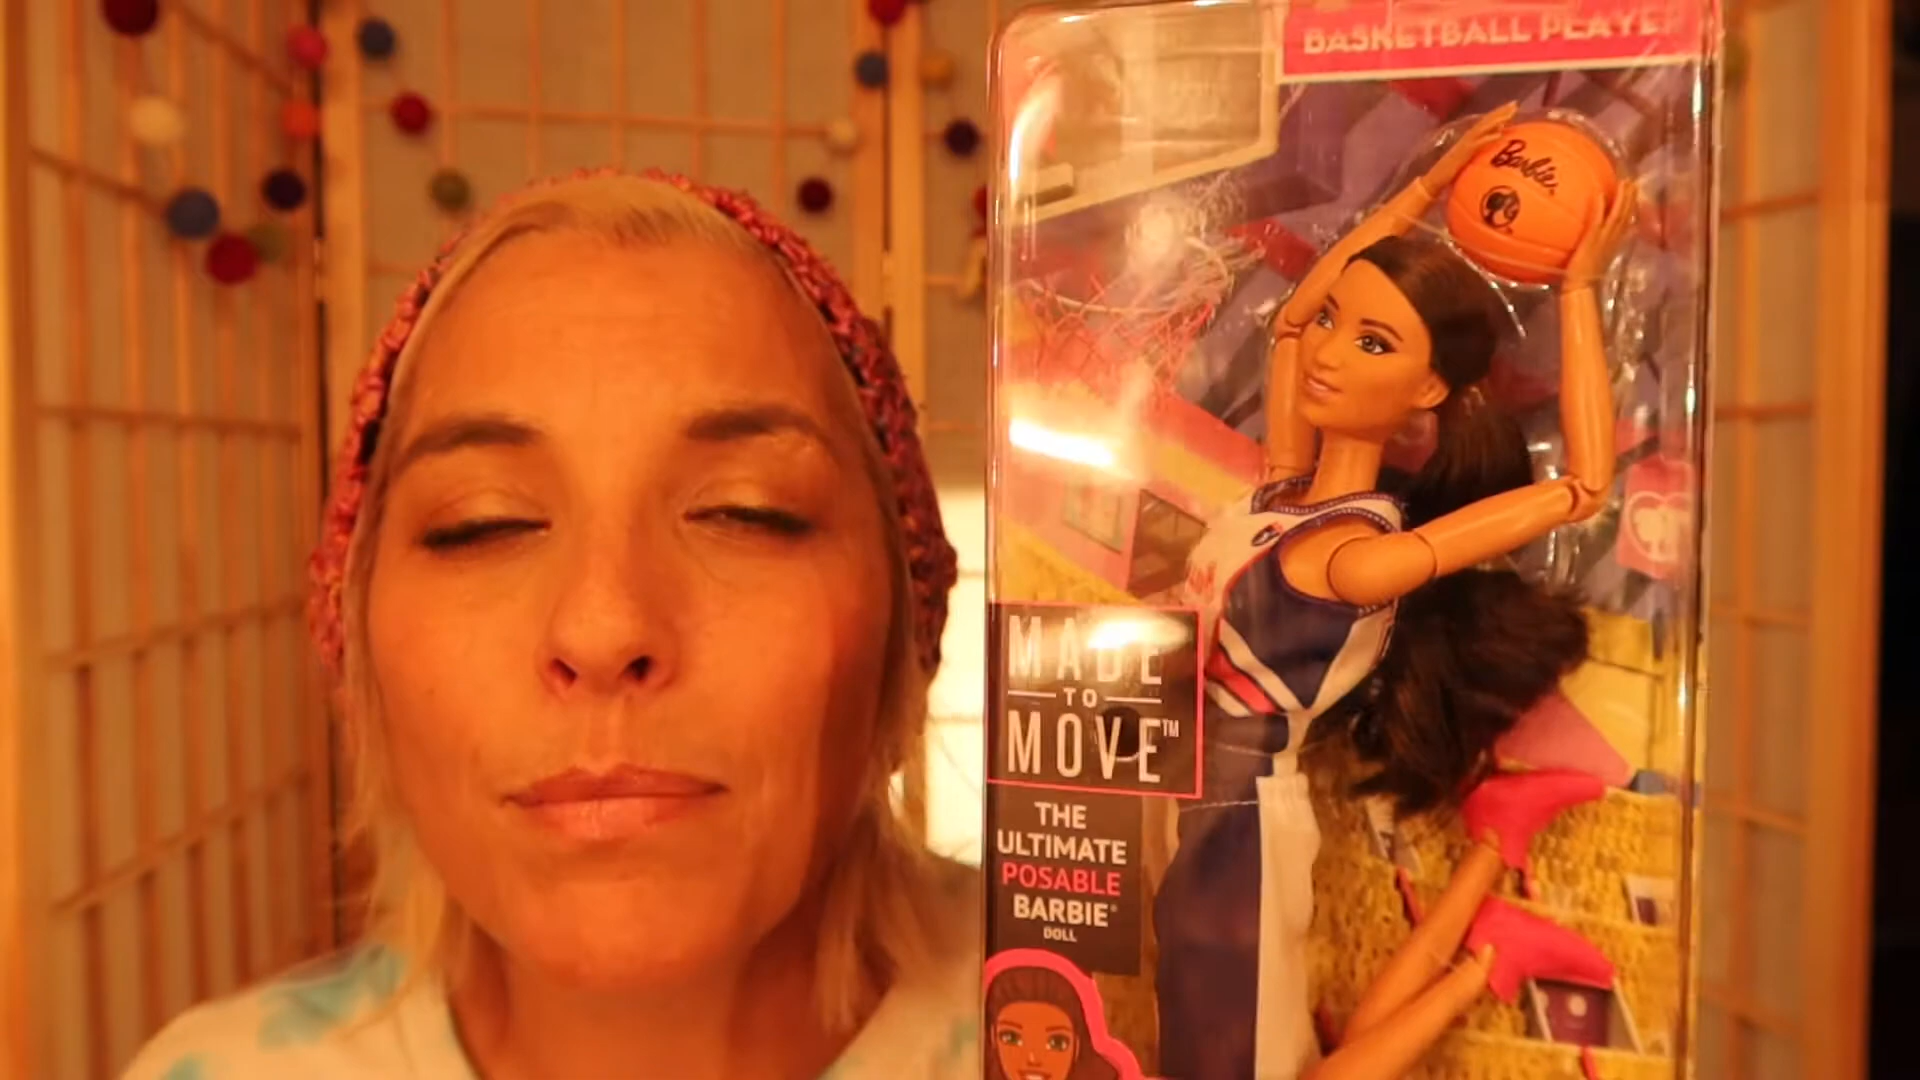 BASKETBALL PLAYER
Barbie
MADE
TO
MOVE™
THE
ULTIMATE
POSABLE
BARBIE®
DOLL